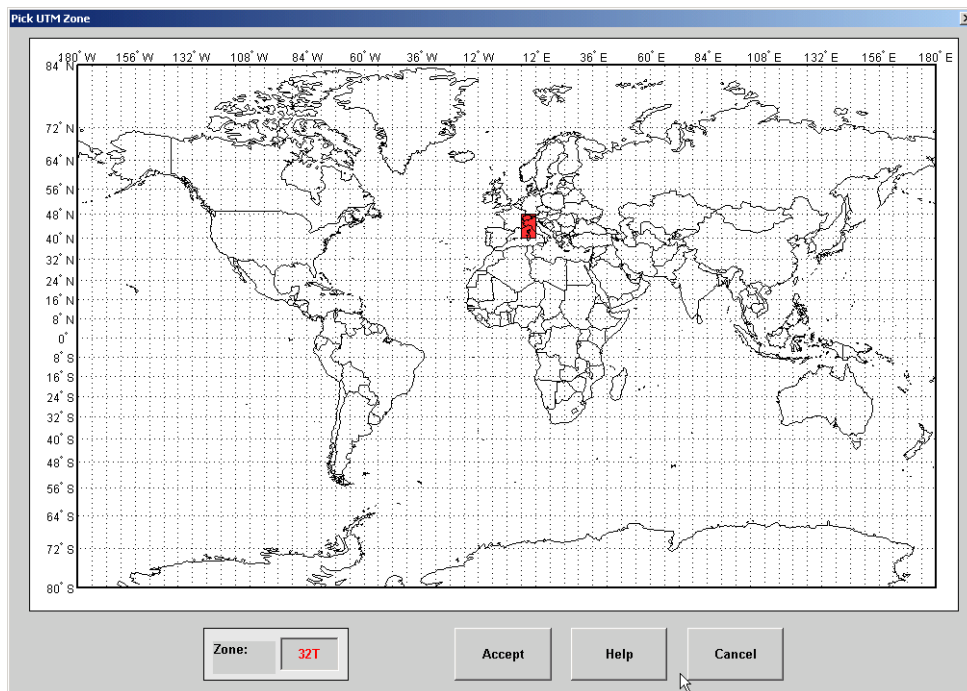 Pick UTM Zone
180° W 156° W 132° W 108° W 84° W 60° W 36° W 12° W 12° E 36° E 60° E 84° E 108° E 132° E 156° E 180° E
84° N
72° N
64° N
56° N
48° N
40° N
32° N
24° N
16° N
8° N
0°
8° S
16° S
24° S
32° S
40° S
48° S
56° S
64° S
72° S
80° S
Zone: 32T Accept Help Cancel